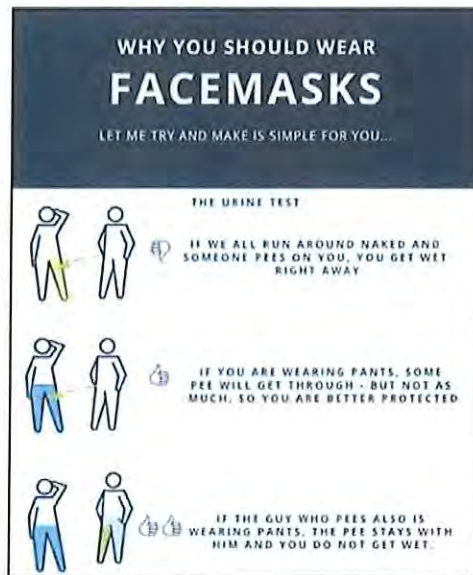 WHY YOU SHOULD WEAR
FACEMASKS
LET ME TRY AND MAKE IS SIMPLE FOR YOU...
THE URINE TEST
IF WE ALL RUN AROUND NAKED AND
SOMEONE PEES ON YOU, YOU GET WET
RIGHT AWAY
IF YOU ARE WEARING PANTS, SOME
PEE WILL GET THROUGH - BUT NOT AS
MUCH, SO YOU ARE BETTER PROTECTED
IF THE GUY WHO PEES ALSO IS
WEARING PANTS, THE PEE STAYS WITH
HIM AND YOU DO NOT GET WET.